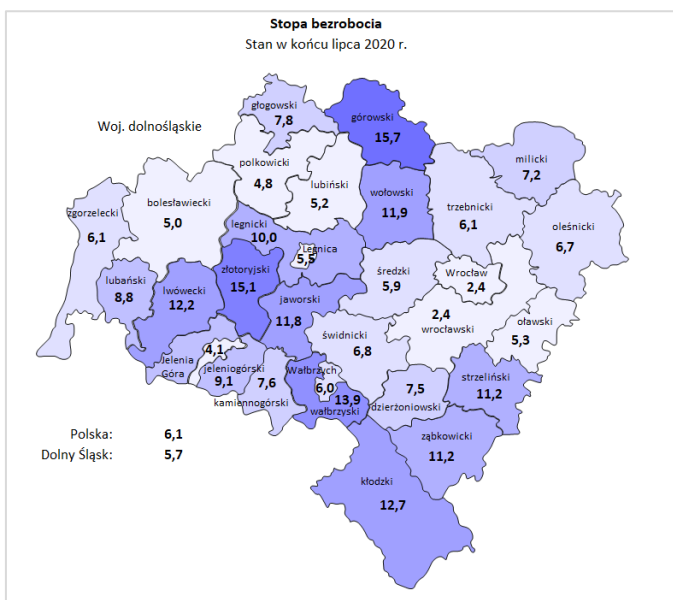 Stopa bezrobocia
Stan w końcu lipca 2020 r.
Woj. dolnośląskie
głogowski
7,8
górowski
15,7
polkowicki
4,8
lubiński
5,2
wołowski
11,9
milicki
7,2
trzebnicki
6,1
oleśnicki
6,7
zgorzelecki
6,1
bolesławiecki
5,0
legnicki
10,0
Legnica
5,5
lubański
8,8
lwówecki
12,2
złotoryjski
15,1
średzki
5,9
Wrocław
2,4
2,4
wrocławski
jaworski
11,8
oławski
5,3
świdnicki
6,8
4,1
Jelenia
Góra
jeleniogórski
9,1
7,6
kamiennogórski
Wałbrzych
6,0
13,9
wałbrzyski
7,5
dzierżoniowski
strzeliński
11,2
ząbkowicki
11,2
kłodzki
12,7
Polska: 6,1
Dolny Śląsk: 5,7